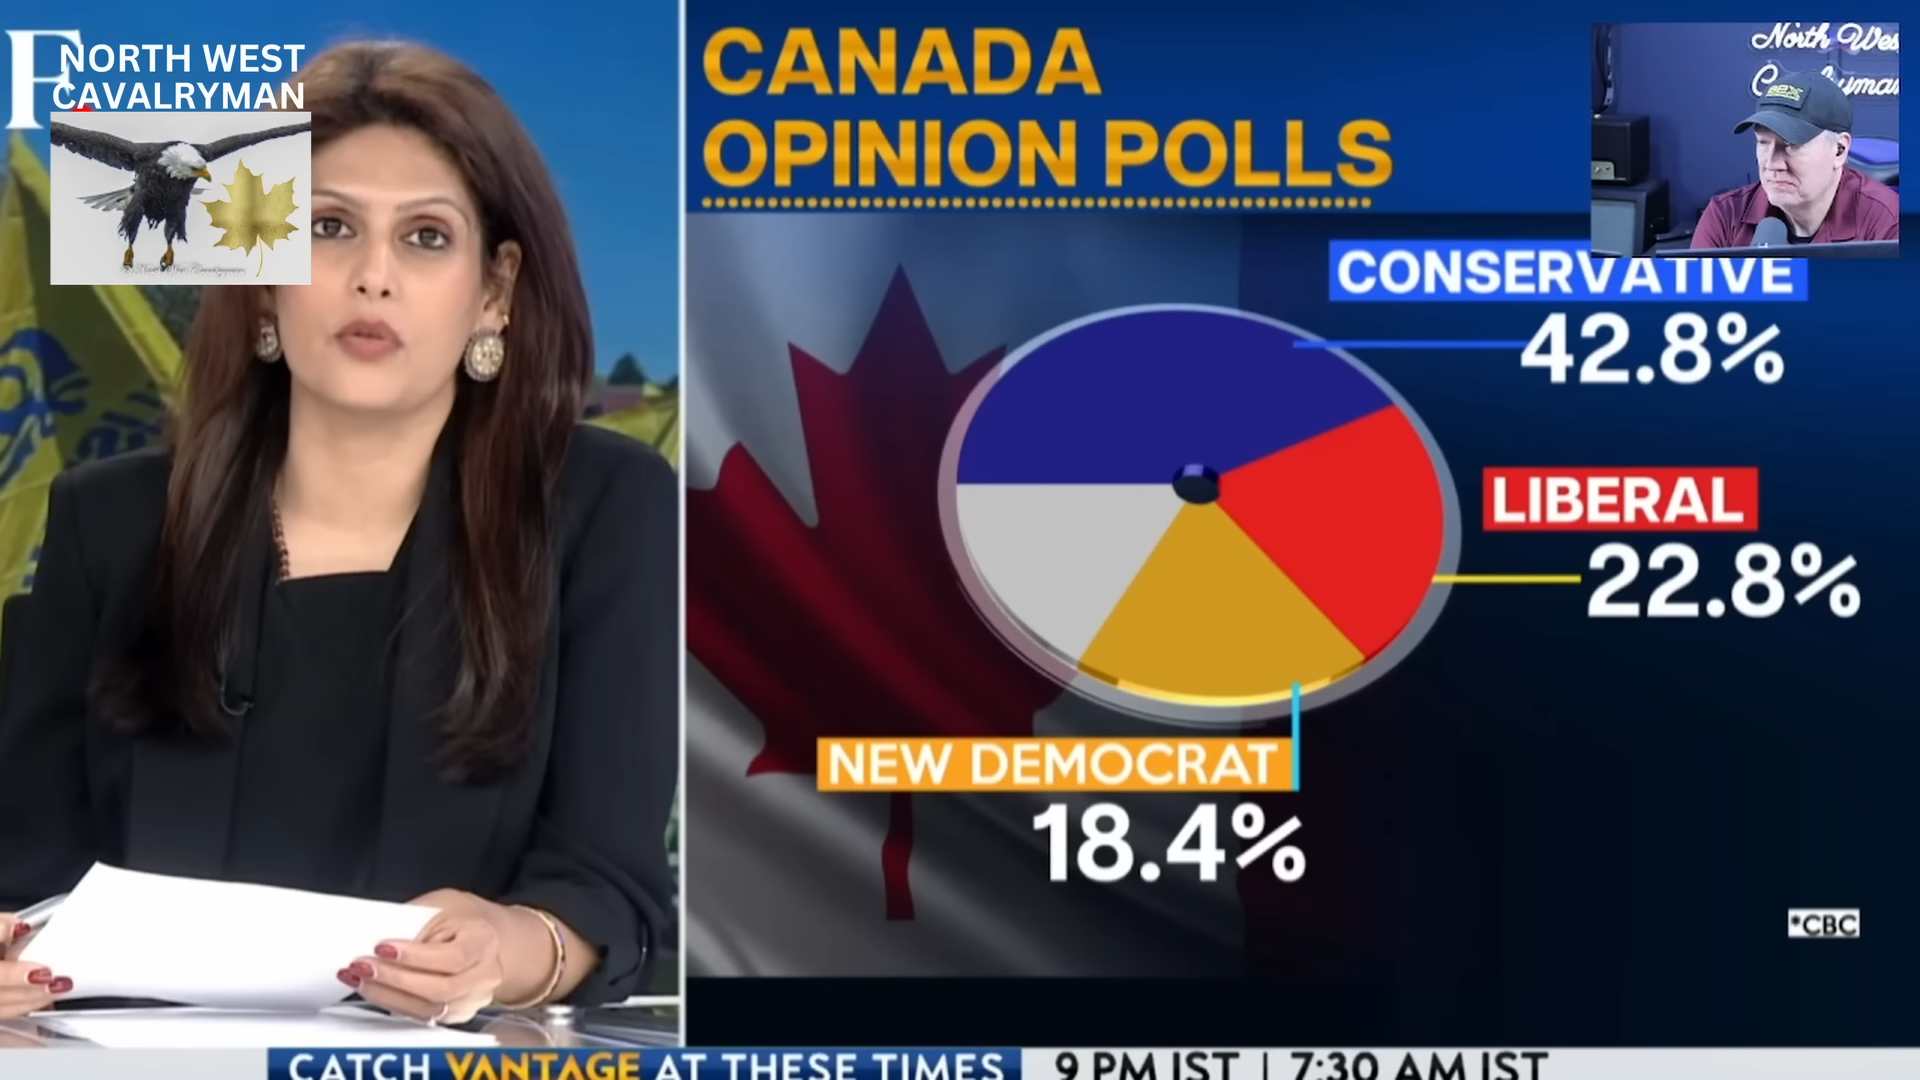 F
NORTH WEST
CAVALRYMAN
CANADA
OPINION POLLS
CONSERVATIVE
42.8%
LIBERAL
22.8%
NEW DEMOCRAT
18.4%
*CBC
CATCH VANTAGE AT THESE TIMES
9 PM IST | 7:30 AM IST